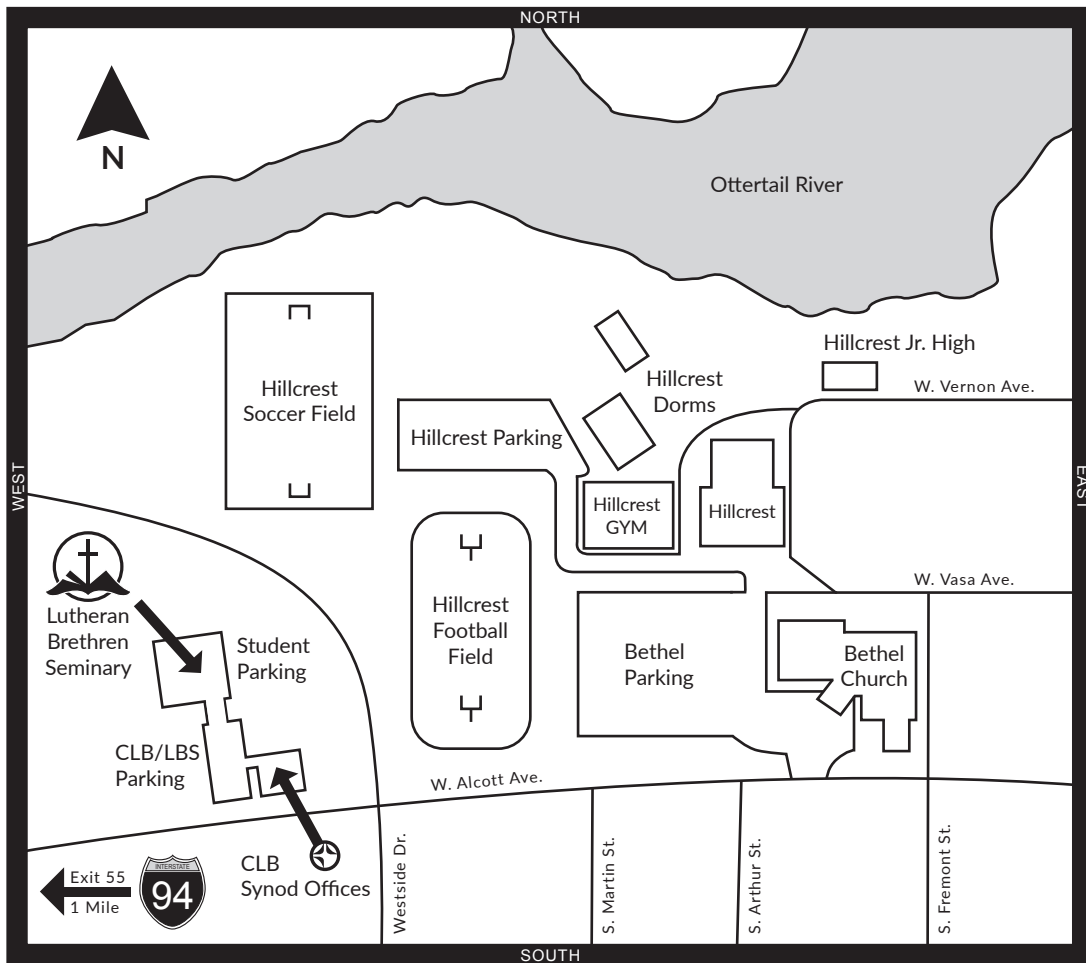 NORTH
N
Ottertail River
Hillcrest Jr. High
W. Vernon Ave.
Hillcrest
Dorms
Hillcrest
Soccer Field
Hillcrest Parking
WEST
EAST
Hillcrest
GYM
Hillcrest
W. Vasa Ave.
Lutheran
Brethren
Seminary
Student
Parking
Hillcrest
Football
Field
Bethel
Parking
Bethel
Church
CLB/LBS
Parking
W. Alcott Ave.
CLB
Synod Offices
Exit 55
1 Mile
INTERSTATE
94
Westside Dr.
S. Martin St.
S. Arthur St.
S. Fremont St.
SOUTH